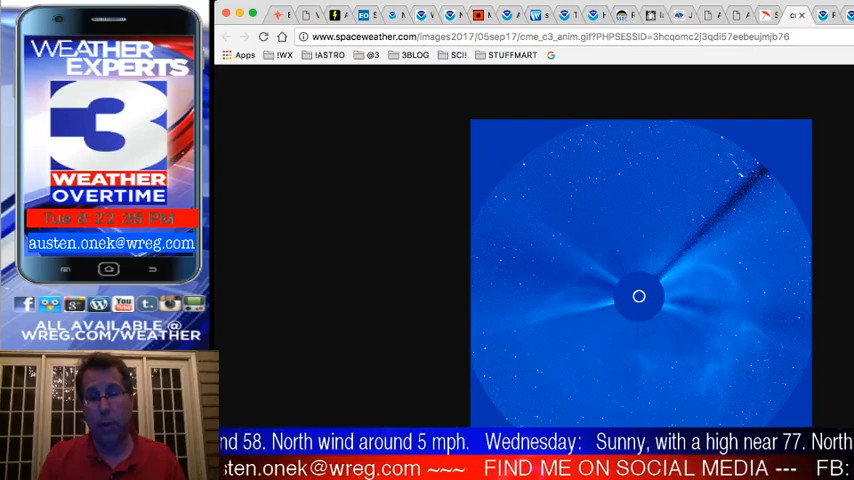 WEATHER
EXPERTS
3
WEATHER
OVERTIME
Tue 8:22:36 PM
austen.onek@wreg.com
You
Tube
ALL AVAILABLE @
WREG.COM/WEATHER
www.spaceweather.com/images2017/05sep17/cme_c3_anim.gif?PHPSESSID=3hcqomc2j3qdi57eebeujmjb76
Apps !WX !ASTRO @3 3BLOG SCI! STUFFMART
nd 58. North wind around 5 mph. Wednesday: Sunny, with a high near 77. North
sten.onek@wreg.com ~~~ FIND ME ON SOCIAL MEDIA --- FB: